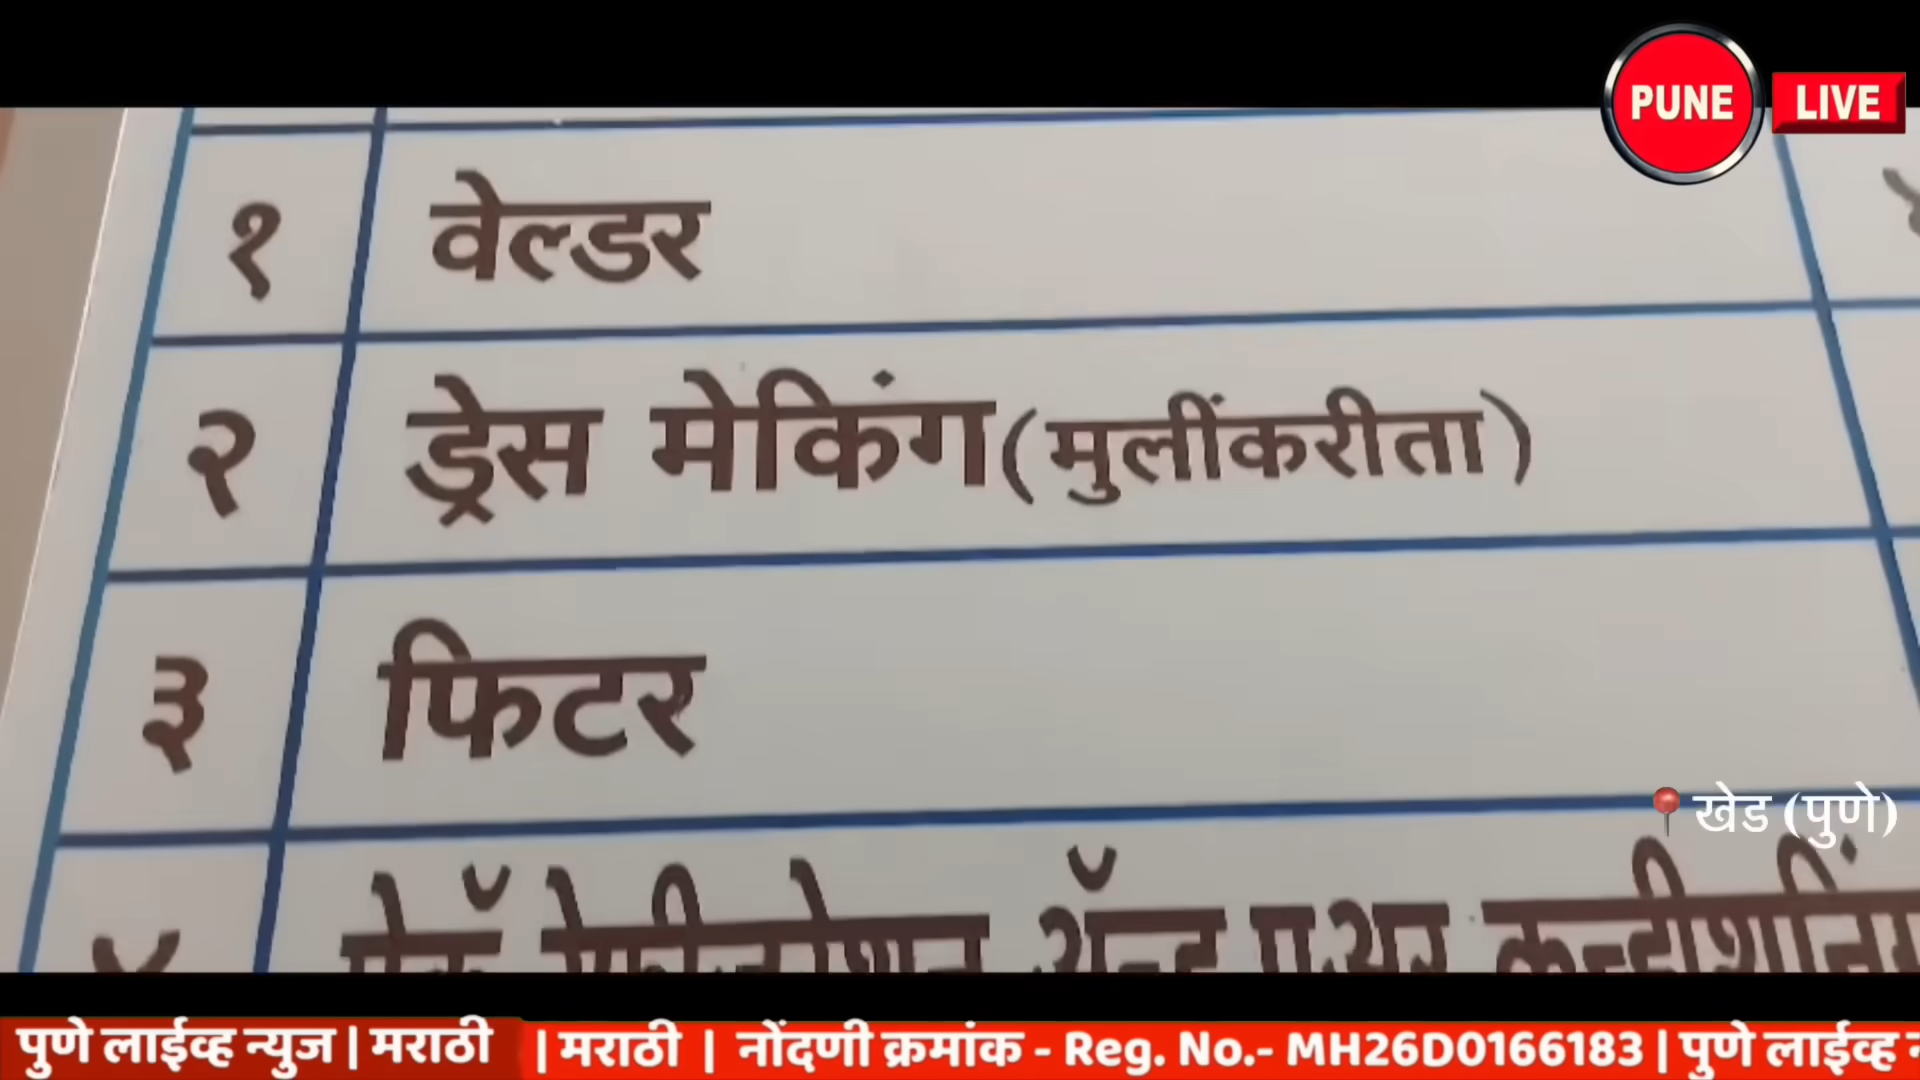 PUNE LIVE
१ वेल्डर
२ ड्रेस मेकिंग(मुलींकरीता)
३ फिटर
📍खेड (पुणे)
पुणे लाईव्ह न्युज | मराठी | मराठी | नोंदणी क्रमांक - Reg. No.- MH26D0166183 | पुणे लाईव्ह